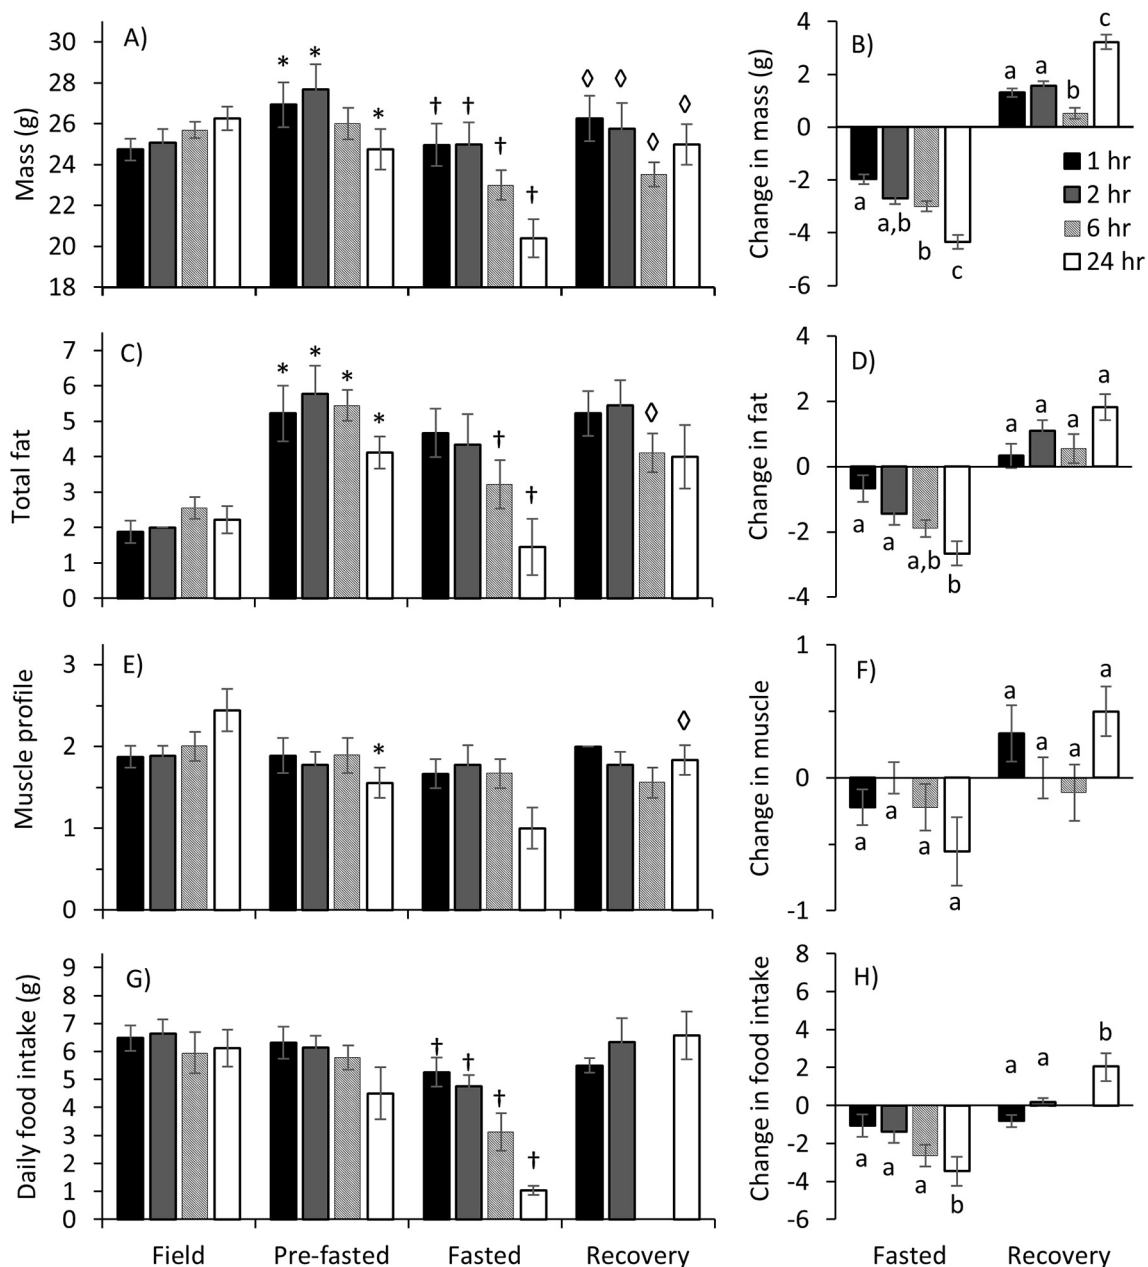 A)
Mass (g)
30
28
26
24
22
20
18
* * *
† † † †
◊ ◊ ◊ ◊
B)
Change in mass (g)
4
2
0
-2
-4
-6
a a,b b c
a a b c
1 hr
2 hr
6 hr
24 hr
C)
Total fat
7
6
5
4
3
2
1
0
* * * *
† †
◊
D)
Change in fat
4
2
0
-2
-4
a a a,b b
a a a a
E)
Muscle profile
3
2
1
0
*
◊
F)
Change in muscle
1
0
-1
a a a a
a a a a
G)
Daily food intake (g)
9
8
7
6
5
4
3
2
1
0
† † † †
Field Pre-fasted Fasted Recovery
H)
Change in food intake
8
6
4
2
0
-2
-4
-6
a a a b
a a b
Fasted Recovery